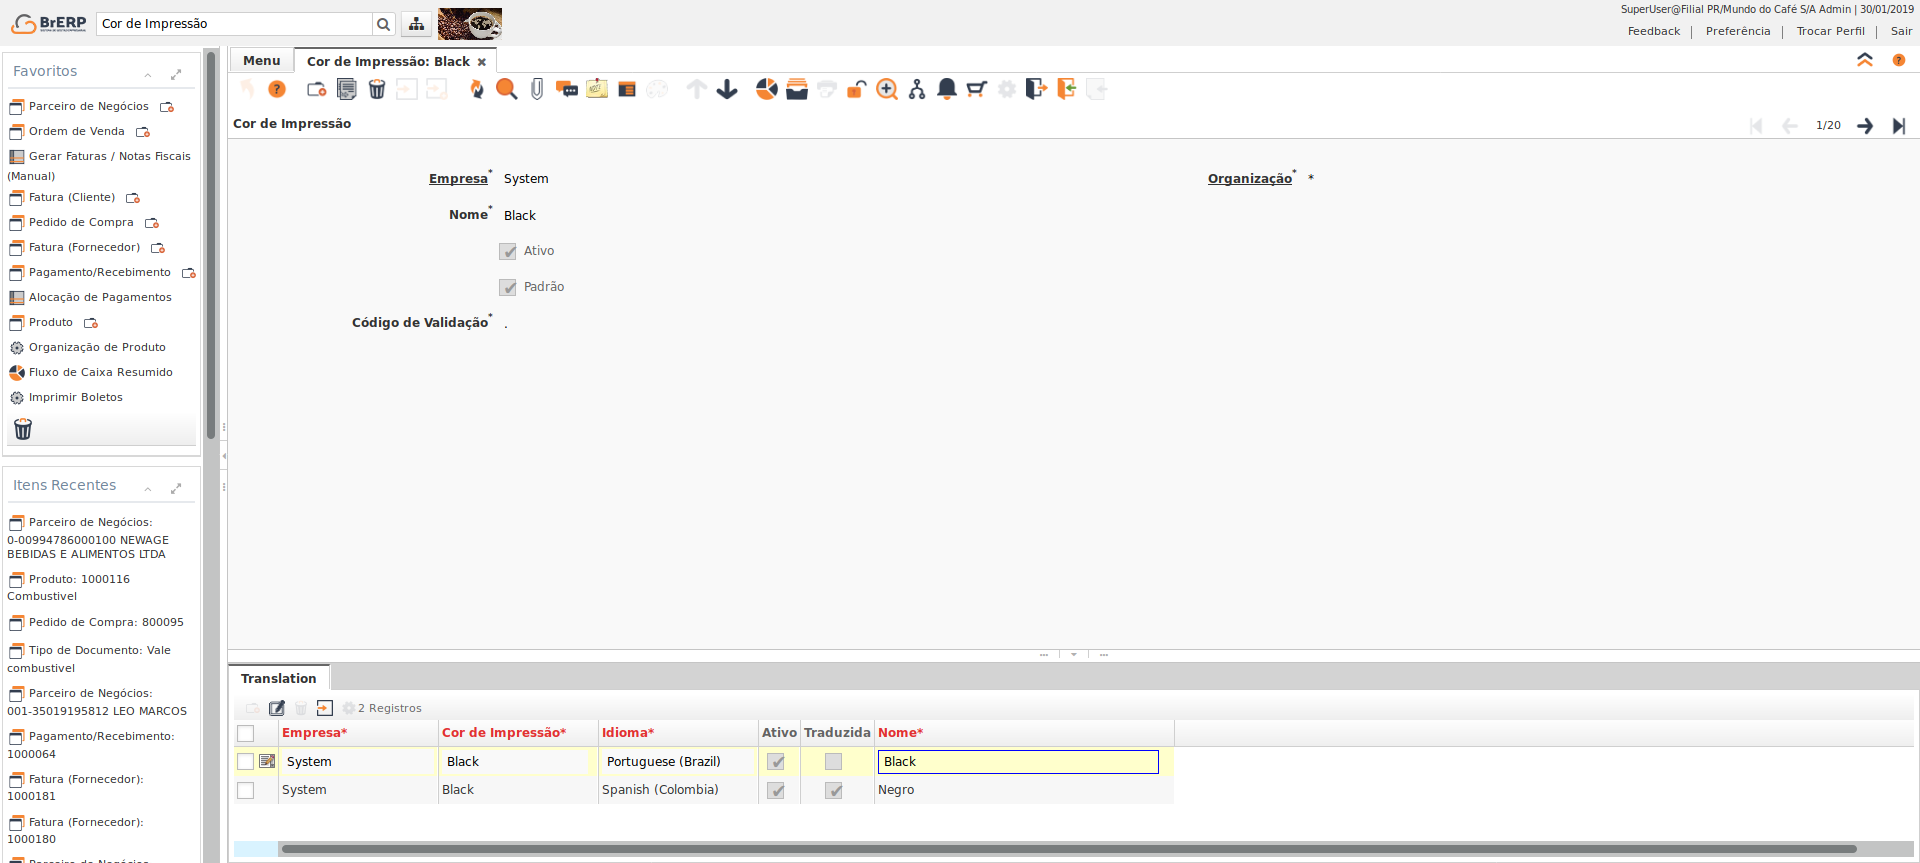 BrERP
Cor de Impressão
SuperUser@Filial PR/Mundo do Café S/A Admin | 30/01/2019
Feedback | Preferência | Trocar Perfil | Sair
Favoritos
Parceiro de Negócios
Ordem de Venda
Gerar Faturas / Notas Fiscais
(Manual)
Fatura (Cliente)
Pedido de Compra
Fatura (Fornecedor)
Pagamento/Recebimento
Alocação de Pagamentos
Produto
Organização de Produto
Fluxo de Caixa Resumido
Imprimir Boletos
Itens Recentes
Parceiro de Negócios:
0-00994786000100 NEWAGE
BEBIDAS E ALIMENTOS LTDA
Produto: 1000116
Combustivel
Pedido de Compra: 800095
Tipo de Documento: Vale
combustivel
Parceiro de Negócios:
001-35019195812 LEO MARCOS
Pagamento/Recebimento:
1000064
Fatura (Fornecedor):
1000181
Fatura (Fornecedor):
1000180
Parceiro de Negócios
Menu
Cor de Impressão: Black
Cor de Impressão
1/20
Empresa* System
Organização* *
Nome* Black
Ativo
Padrão
Código de Validação* .
Translation
2 Registros
Empresa* Cor de Impressão* Idioma* Ativo Traduzida Nome*
System Black Portuguese (Brazil) Black
System Black Spanish (Colombia) Negro